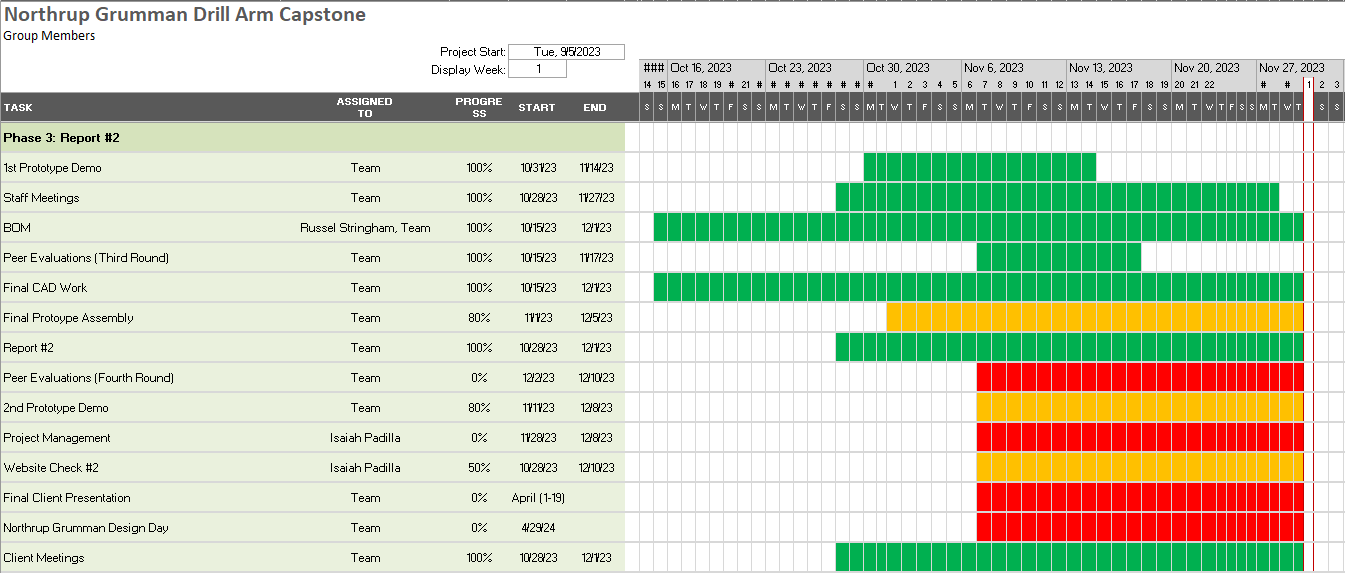 Northrup Grumman Drill Arm Capstone
Group Members
Project Start: Tue, 9/5/2023
Display Week: 1
### Oct 16, 2023 Oct 23, 2023 Oct 30, 2023 Nov 6, 2023 Nov 13, 2023 Nov 20, 2023 Nov 27, 2023
14 15 16 17 18 19 # 21 # # # # # # # # # 1 2 3 4 5 6 7 8 9 10 11 12 13 14 15 16 17 18 19 20 21 22 # # 1 2 3
TASK ASSIGNED TO PROGRESS START END S S M T W T F S S M T W T F S S M T W T F S S M T W T F S S M T W T F S S M T W T F S S M T W T S S
Phase 3: Report #2
1st Prototype Demo Team 100% 10/31/23 11/14/23
Staff Meetings Team 100% 10/28/23 11/27/23
BOM Russel Stringham, Team 100% 10/15/23 12/1/23
Peer Evaluations (Third Round) Team 100% 10/15/23 11/17/23
Final CAD Work Team 100% 10/15/23 12/1/23
Final Protoype Assembly Team 80% 11/1/23 12/5/23
Report #2 Team 100% 10/28/23 12/1/23
Peer Evaluations (Fourth Round) Team 0% 12/2/23 12/10/23
2nd Prototype Demo Team 80% 11/11/23 12/8/23
Project Management Isaiah Padilla 0% 11/28/23 12/8/23
Website Check #2 Isaiah Padilla 50% 10/28/23 12/10/23
Final Client Presentation Team 0% April (1-19)
Northrup Grumman Design Day Team 0% 4/29/24
Client Meetings Team 100% 10/28/23 12/1/23